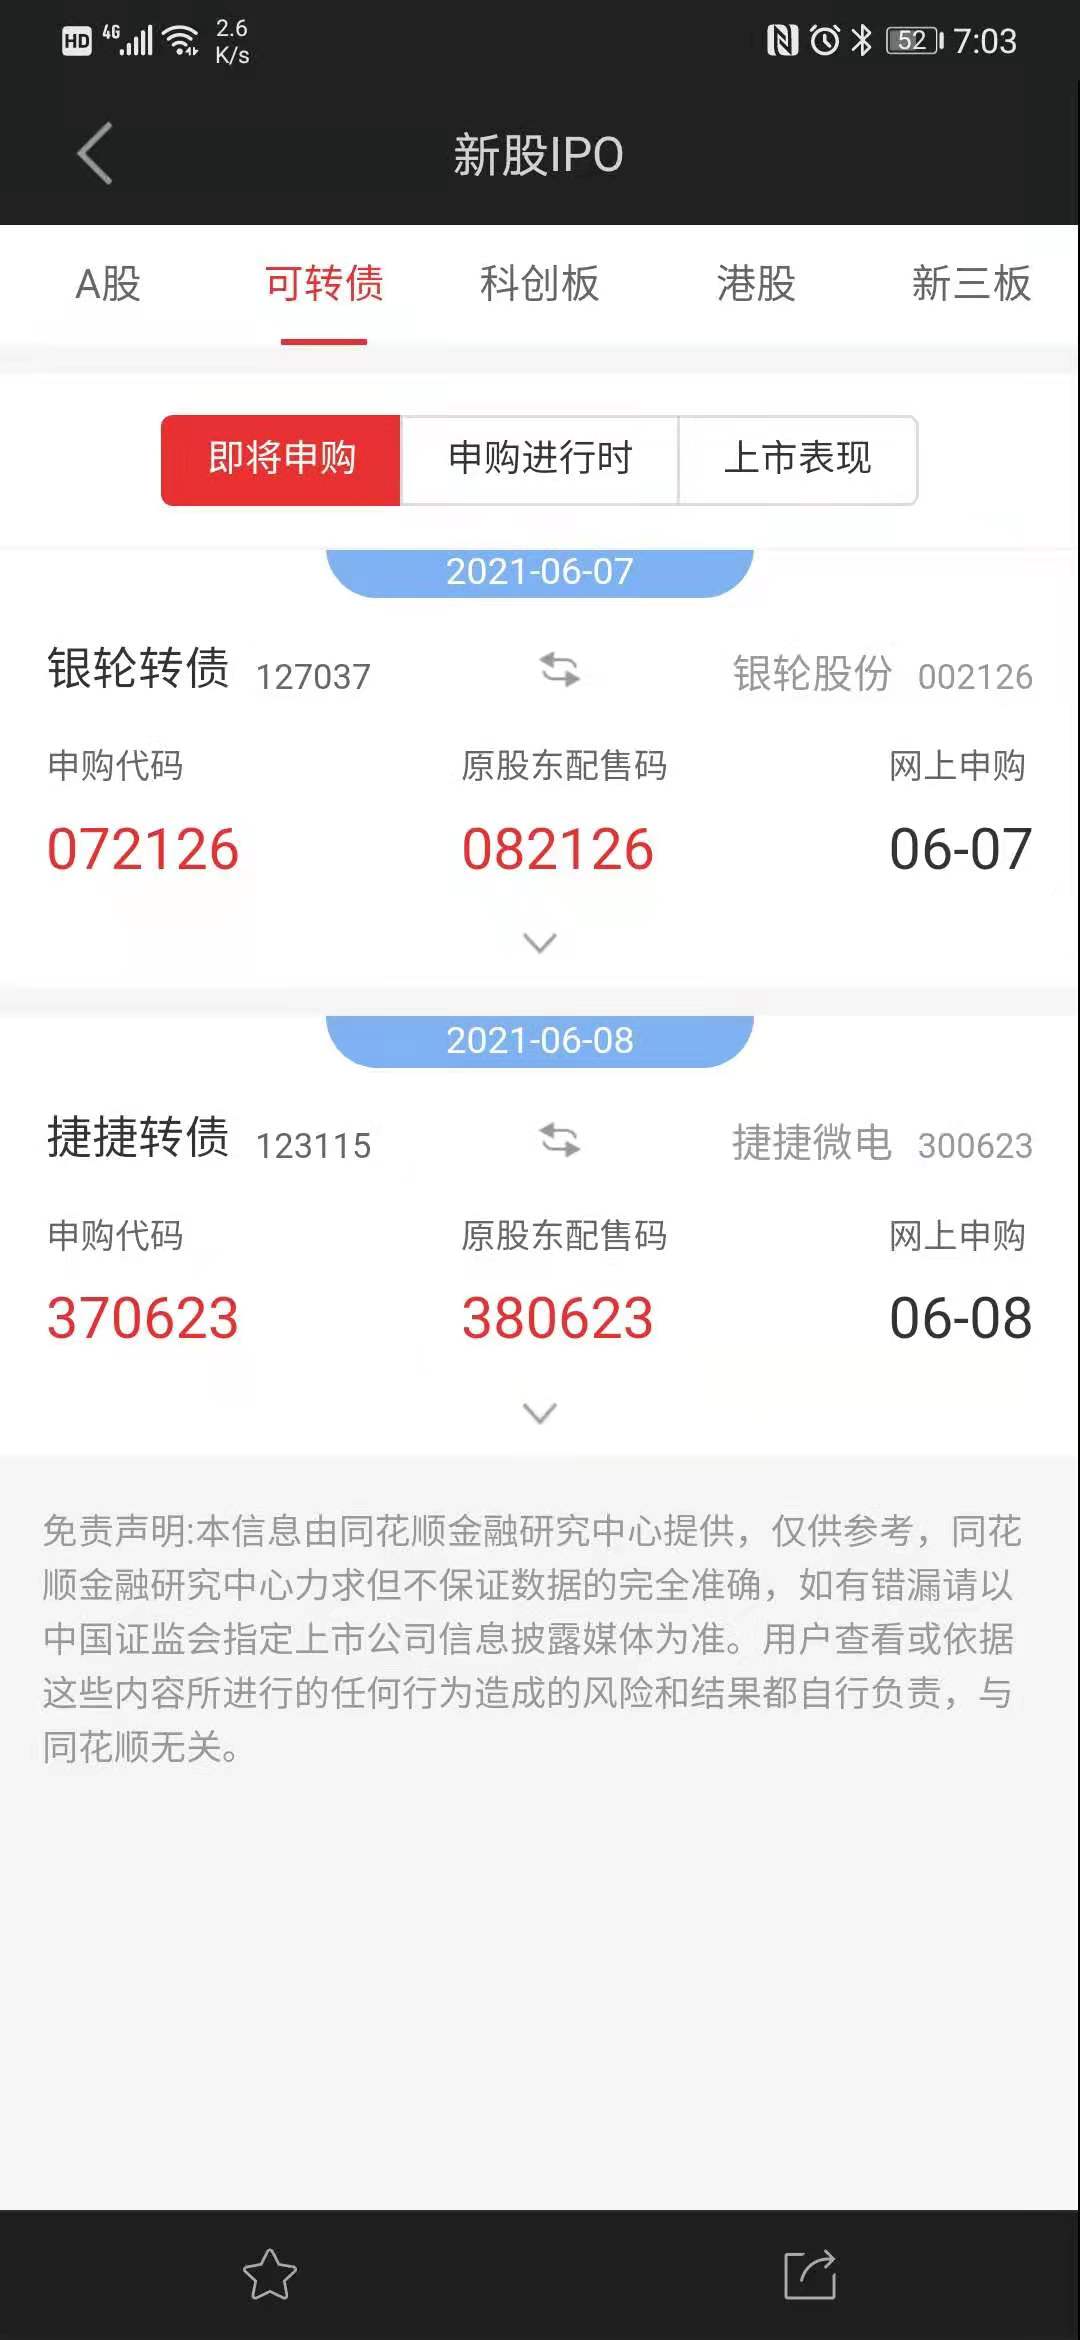 HD 4G 2.6 K/s 52 7:03
新股IPO
A股 可转债 科创板 港股 新三板
即将申购 申购进行时 上市表现
2021-06-07
银轮转债 127037 银轮股份 002126
申购代码 原股东配售码 网上申购
072126 082126 06-07
2021-06-08
捷捷转债 123115 捷捷微电 300623
申购代码 原股东配售码 网上申购
370623 380623 06-08
免责声明:本信息由同花顺金融研究中心提供，仅供参考，同花
顺金融研究中心力求但不保证数据的完全准确，如有错漏请以
中国证监会指定上市公司信息披露媒体为准。用户查看或依据
这些内容所进行的任何行为造成的风险和结果都自行负责，与
同花顺无关。